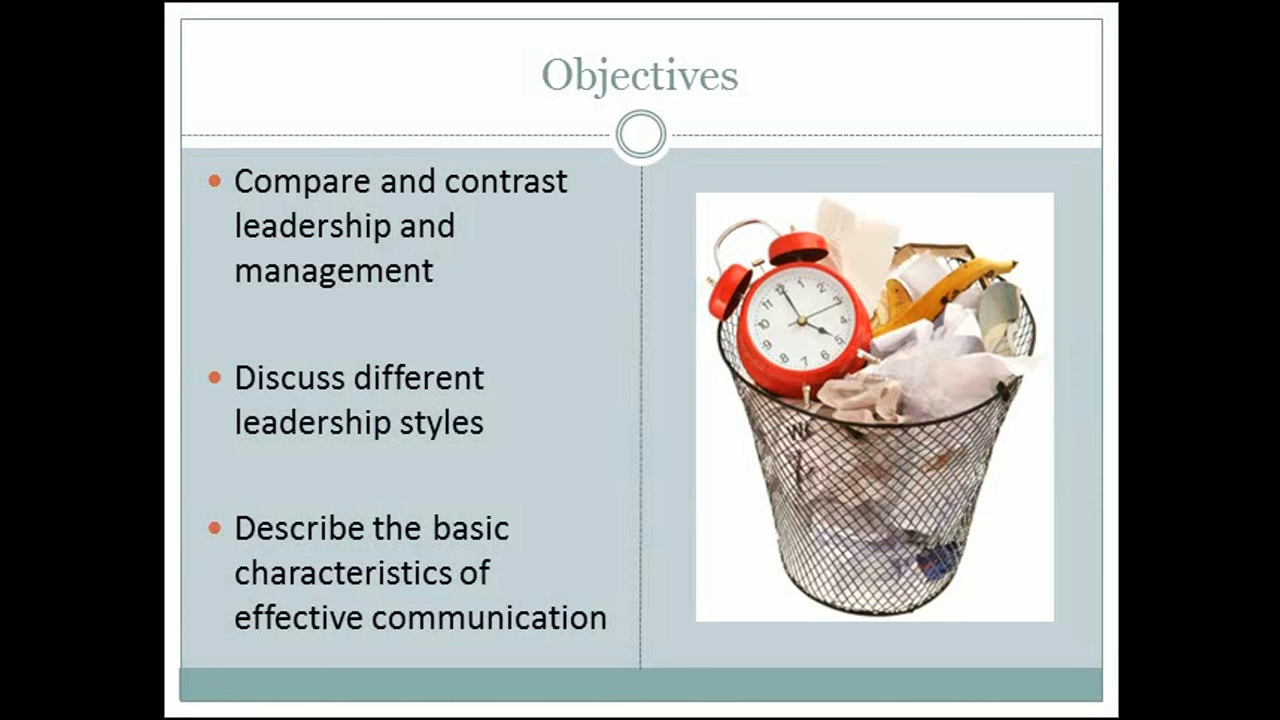 Objectives
• Compare and contrast
leadership and
management
• Discuss different
leadership styles
• Describe the basic
characteristics of
effective communication